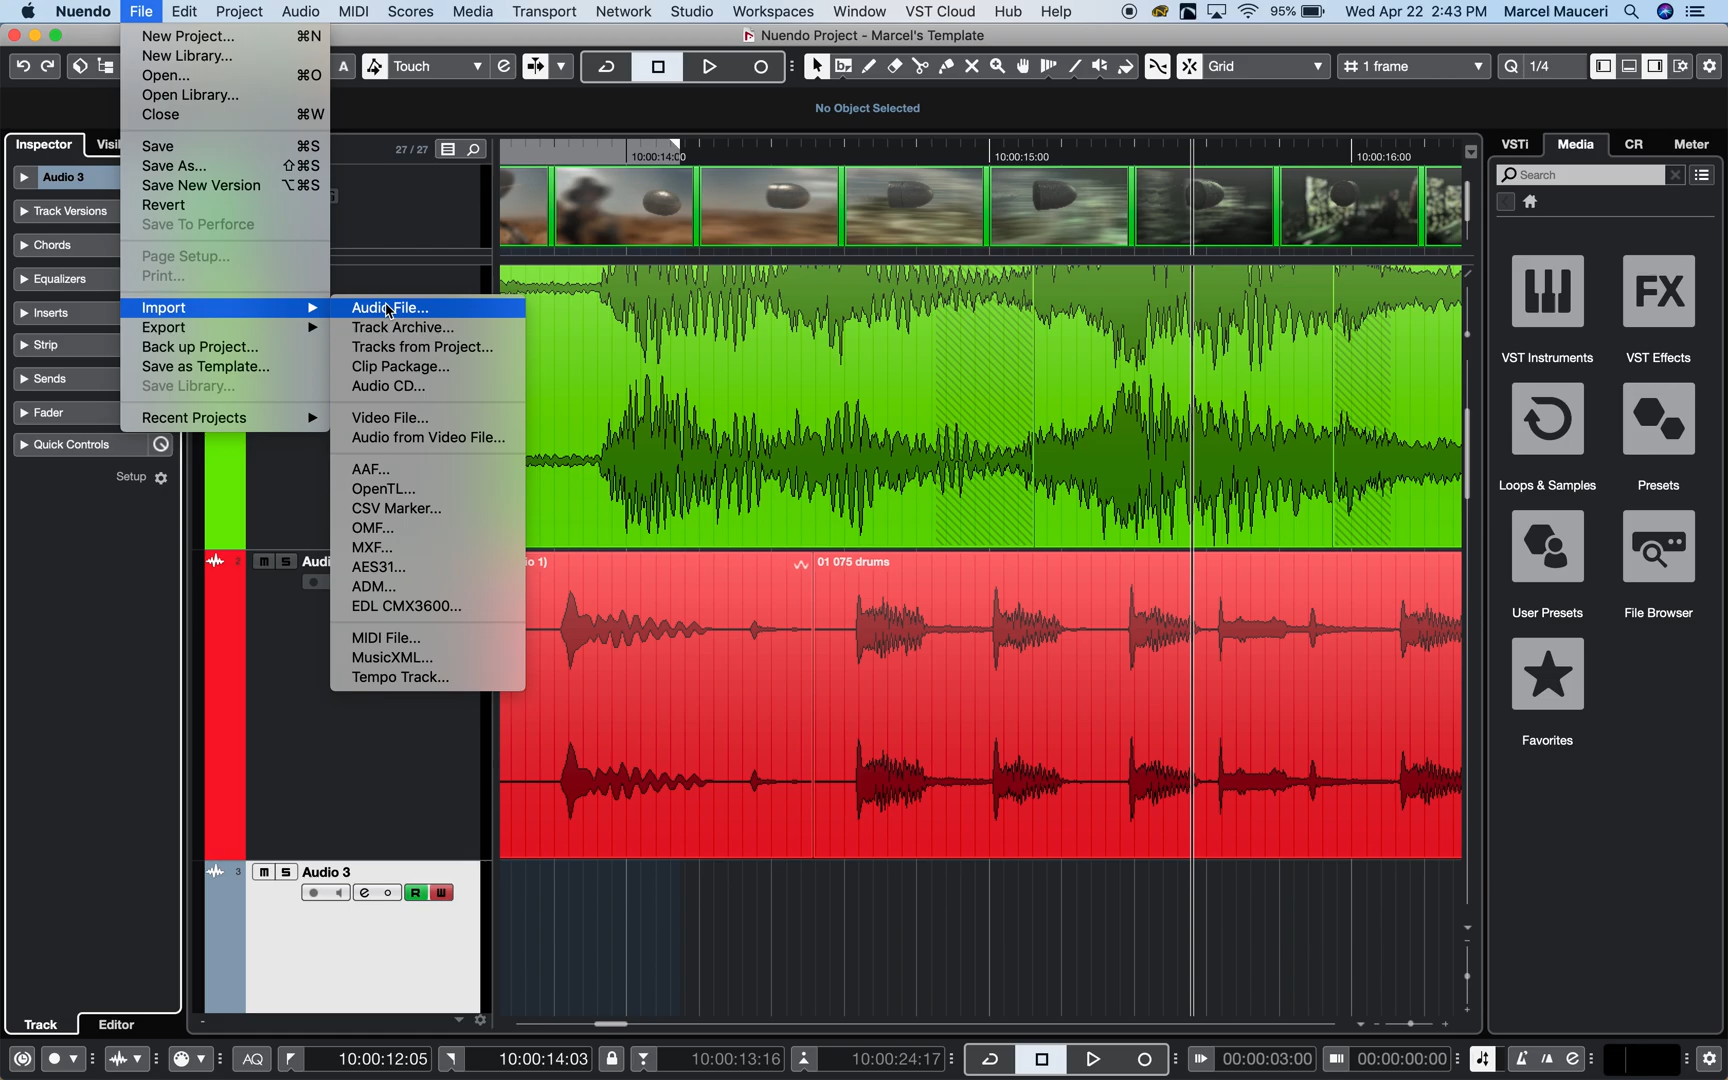 Nuendo File Edit Project Audio MIDI Scores Media Transport Network Studio Workspaces Window VST Cloud Hub Help 95% Wed Apr 22 2:43 PM Marcel Mauceri
Nuendo Project - Marcel's Template
New Project... ⌘N
New Library...
Open... ⌘O
Open Library...
Close ⌘W
Save ⌘S
Save As... ⇧⌘S
Save New Version ⌥⌘S
Revert
Save To Perforce
Page Setup...
Print...
Import
Export
Back up Project...
Save as Template...
Save Library...
Recent Projects
Audio File...
Track Archive...
Tracks from Project...
Clip Package...
Audio CD...
Video File...
Audio from Video File...
AAF...
OpenTL...
CSV Marker...
OMF...
MXF...
AES31...
ADM...
EDL CMX3600...
MIDI File...
MusicXML...
Tempo Track...
A Touch Grid 1 frame Q 1/4
No Object Selected
Inspector Visi
Audio 3
Track Versions
Chords
Equalizers
Inserts
Strip
Sends
Fader
Quick Controls
Setup
27 / 27
10:00:14:00 10:00:15:00 10:00:16:00
2 m S Audi
io 1) 01 075 drums
3 m S Audio 3
R W
VSTi Media CR Meter
Search
VST Instruments
FX
VST Effects
Loops & Samples
Presets
User Presets
File Browser
Favorites
Track Editor
AQ 10:00:12:05 10:00:14:03 10:00:13:16 10:00:24:17 00:00:03:00 00:00:00:00